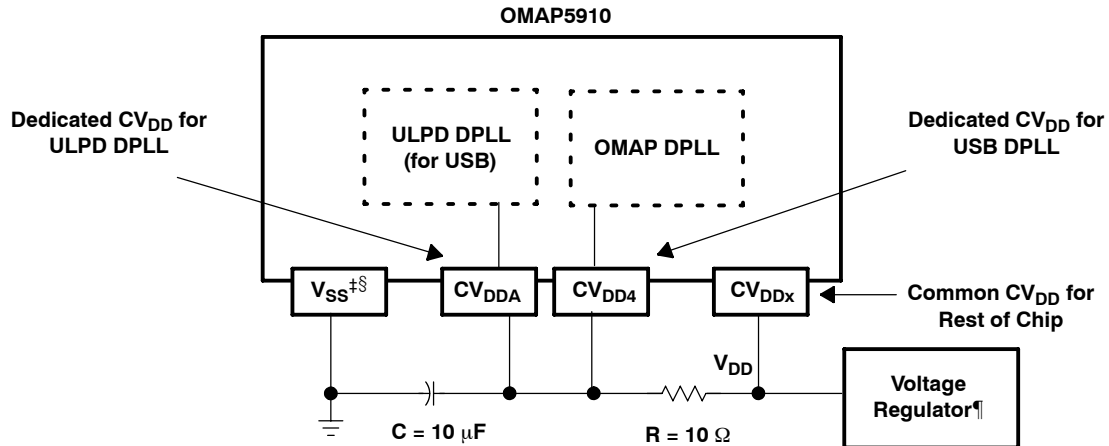 OMAP5910
Dedicated CVDD for
ULPD DPLL
ULPD DPLL
(for USB)
OMAP DPLL
Dedicated CVDD for
USB DPLL
VSS‡§
CVDDA
CVDD4
CVDDx
Common CVDD for
Rest of Chip
VDD
Voltage
Regulator¶
C = 10 μF
R = 10 Ω